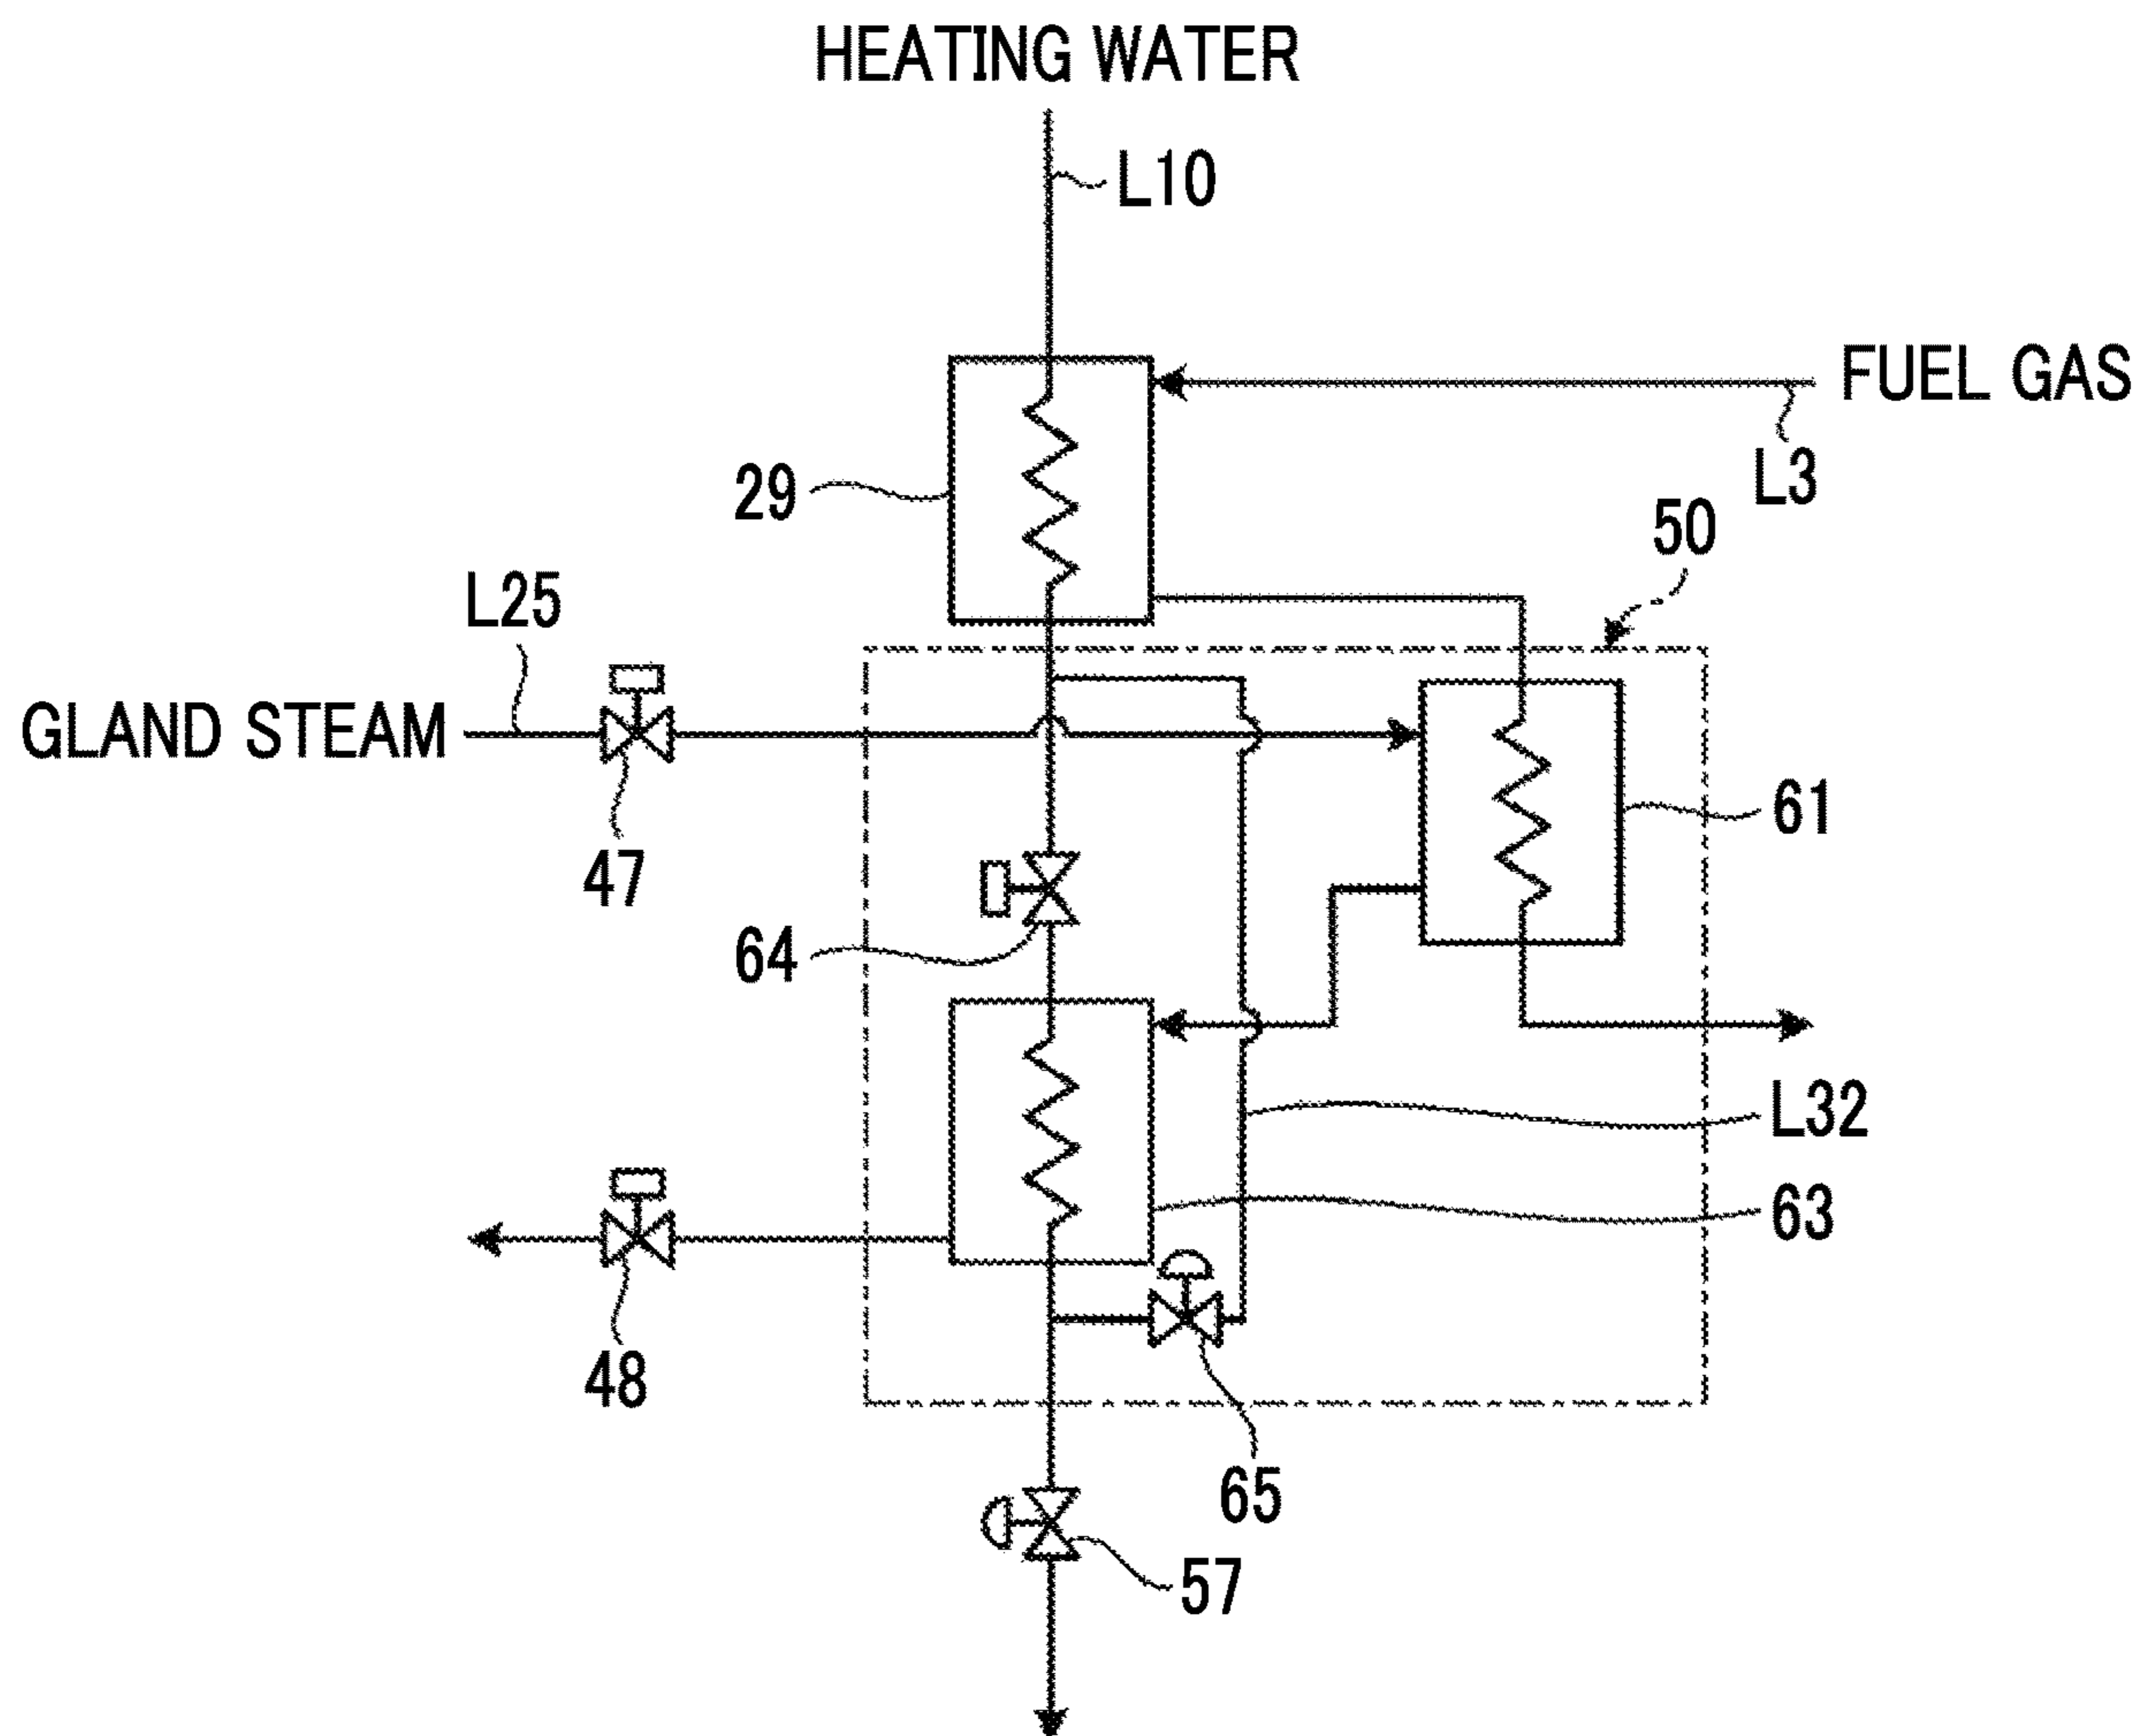 HEATING WATER
L10
FUEL GAS
L3
29
50
L25
GLAND STEAM
47
61
64
L32
63
48
65
57